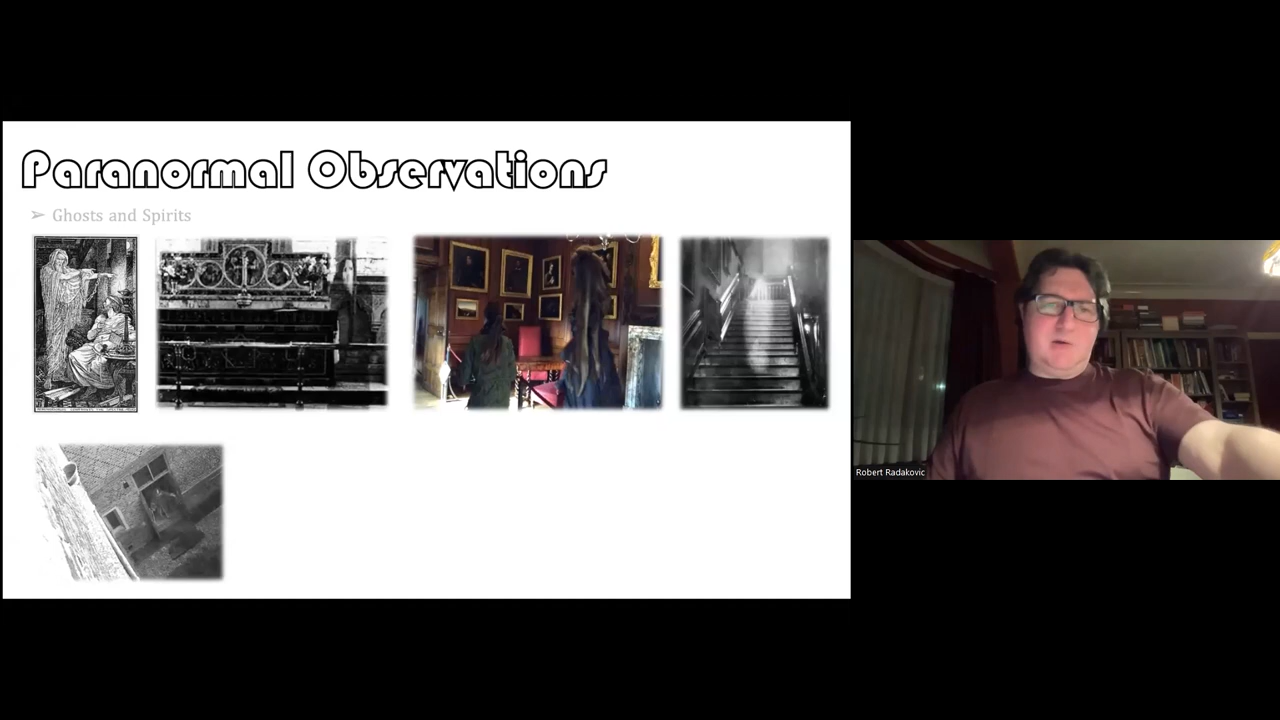 Paranormal Observations
➢ Ghosts and Spirits
Robert Radakovic